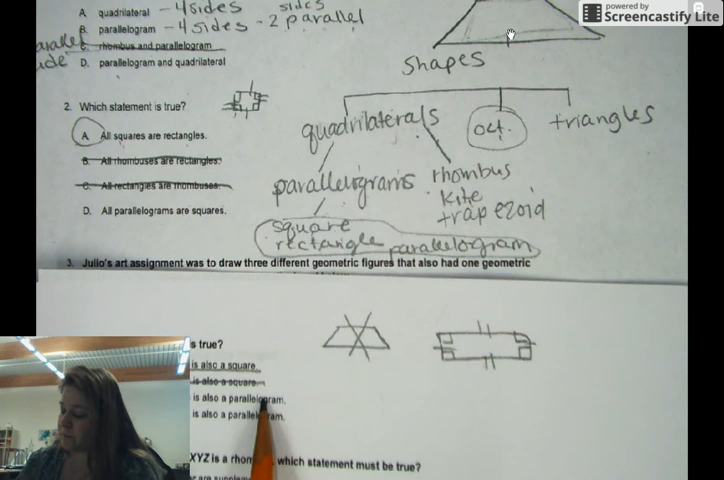 powered by
Screencastify Lite
A. quadrilateral - 4 sides
sides
B. parallelogram - 4 sides - 2 parallel
C. rhombus and parallelogram
D. parallelogram and quadrilateral
Shapes
quadrilaterals oct. triangles
parallelograms rhombus
kite
trapezoid
square
rectangle parallelogram
2. Which statement is true?
A. All squares are rectangles.
B. All rhombuses are rectangles.
C. All rectangles are rhombuses.
D. All parallelograms are squares.
3. Julio's art assignment was to draw three different geometric figures that also had one geometric
s true?
is also a square.
is also a square.
is also a parallelogram.
is also a parallelogram.
XYZ is a rhom which statement must be true?